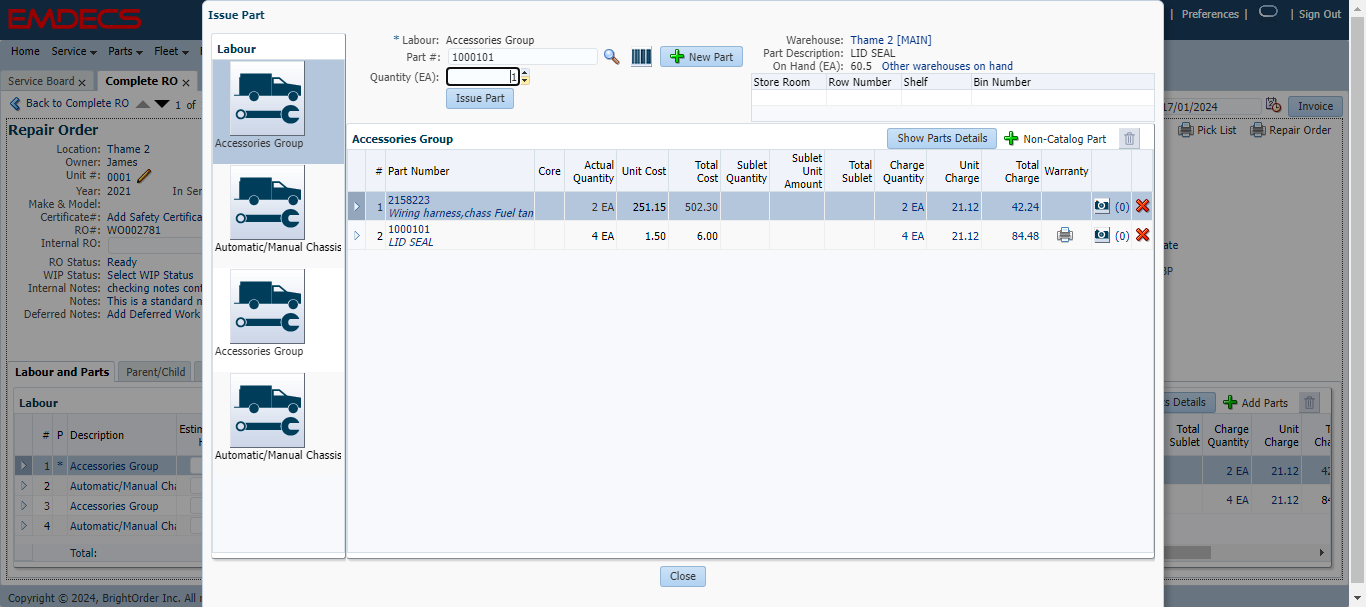 EMDECS
Preferences | Sign Out
Home Service Parts Fleet
Service Board x Complete RO x
Back to Complete RO 1 of
17/01/2024 Invoice
Pick List Repair Order
Repair Order
Location: Thame 2
Owner: James
Unit #: 0001
Year: 2021 In Ser
Make & Model:
Certificate#: Add Safety Certifica
RO#: WO002781
Internal RO:
RO Status: Ready
WIP Status: Select WIP Status
Internal Notes: checking notes cont
Notes: This is a standard n
Deferred Notes: Add Deferred Work
Labour and Parts Parent/Child
Labour
# P Description Estim
1 * Accessories Group
2 Automatic/Manual Cha
3 Accessories Group
4 Automatic/Manual Cha
Total:
Copyright © 2024, BrightOrder Inc. All
Issue Part
Labour
Accessories Group
Automatic/Manual Chassis
Accessories Group
Automatic/Manual Chassis
* Labour: Accessories Group
Part #: 1000101 New Part
Quantity (EA): 1
Issue Part
Warehouse: Thame 2 [MAIN]
Part Description: LID SEAL
On Hand (EA): 60.5 Other warehouses on hand
Store Room Row Number Shelf Bin Number
Accessories Group Show Parts Details Non-Catalog Part
# Part Number Core Actual Quantity Unit Cost Total Cost Sublet Quantity Sublet Unit Amount Total Sublet Charge Quantity Unit Charge Total Charge Warranty
1 2158223 2 EA 251.15 502.30 2 EA 21.12 42.24 (0)
Wiring harness,chass Fuel tan
2 1000101 4 EA 1.50 6.00 4 EA 21.12 84.48 (0)
LID SEAL
Close
ate
BP
s Details Add Parts
Total Sublet Charge Quantity Unit Charge
2 EA 21.12 42
4 EA 21.12 84